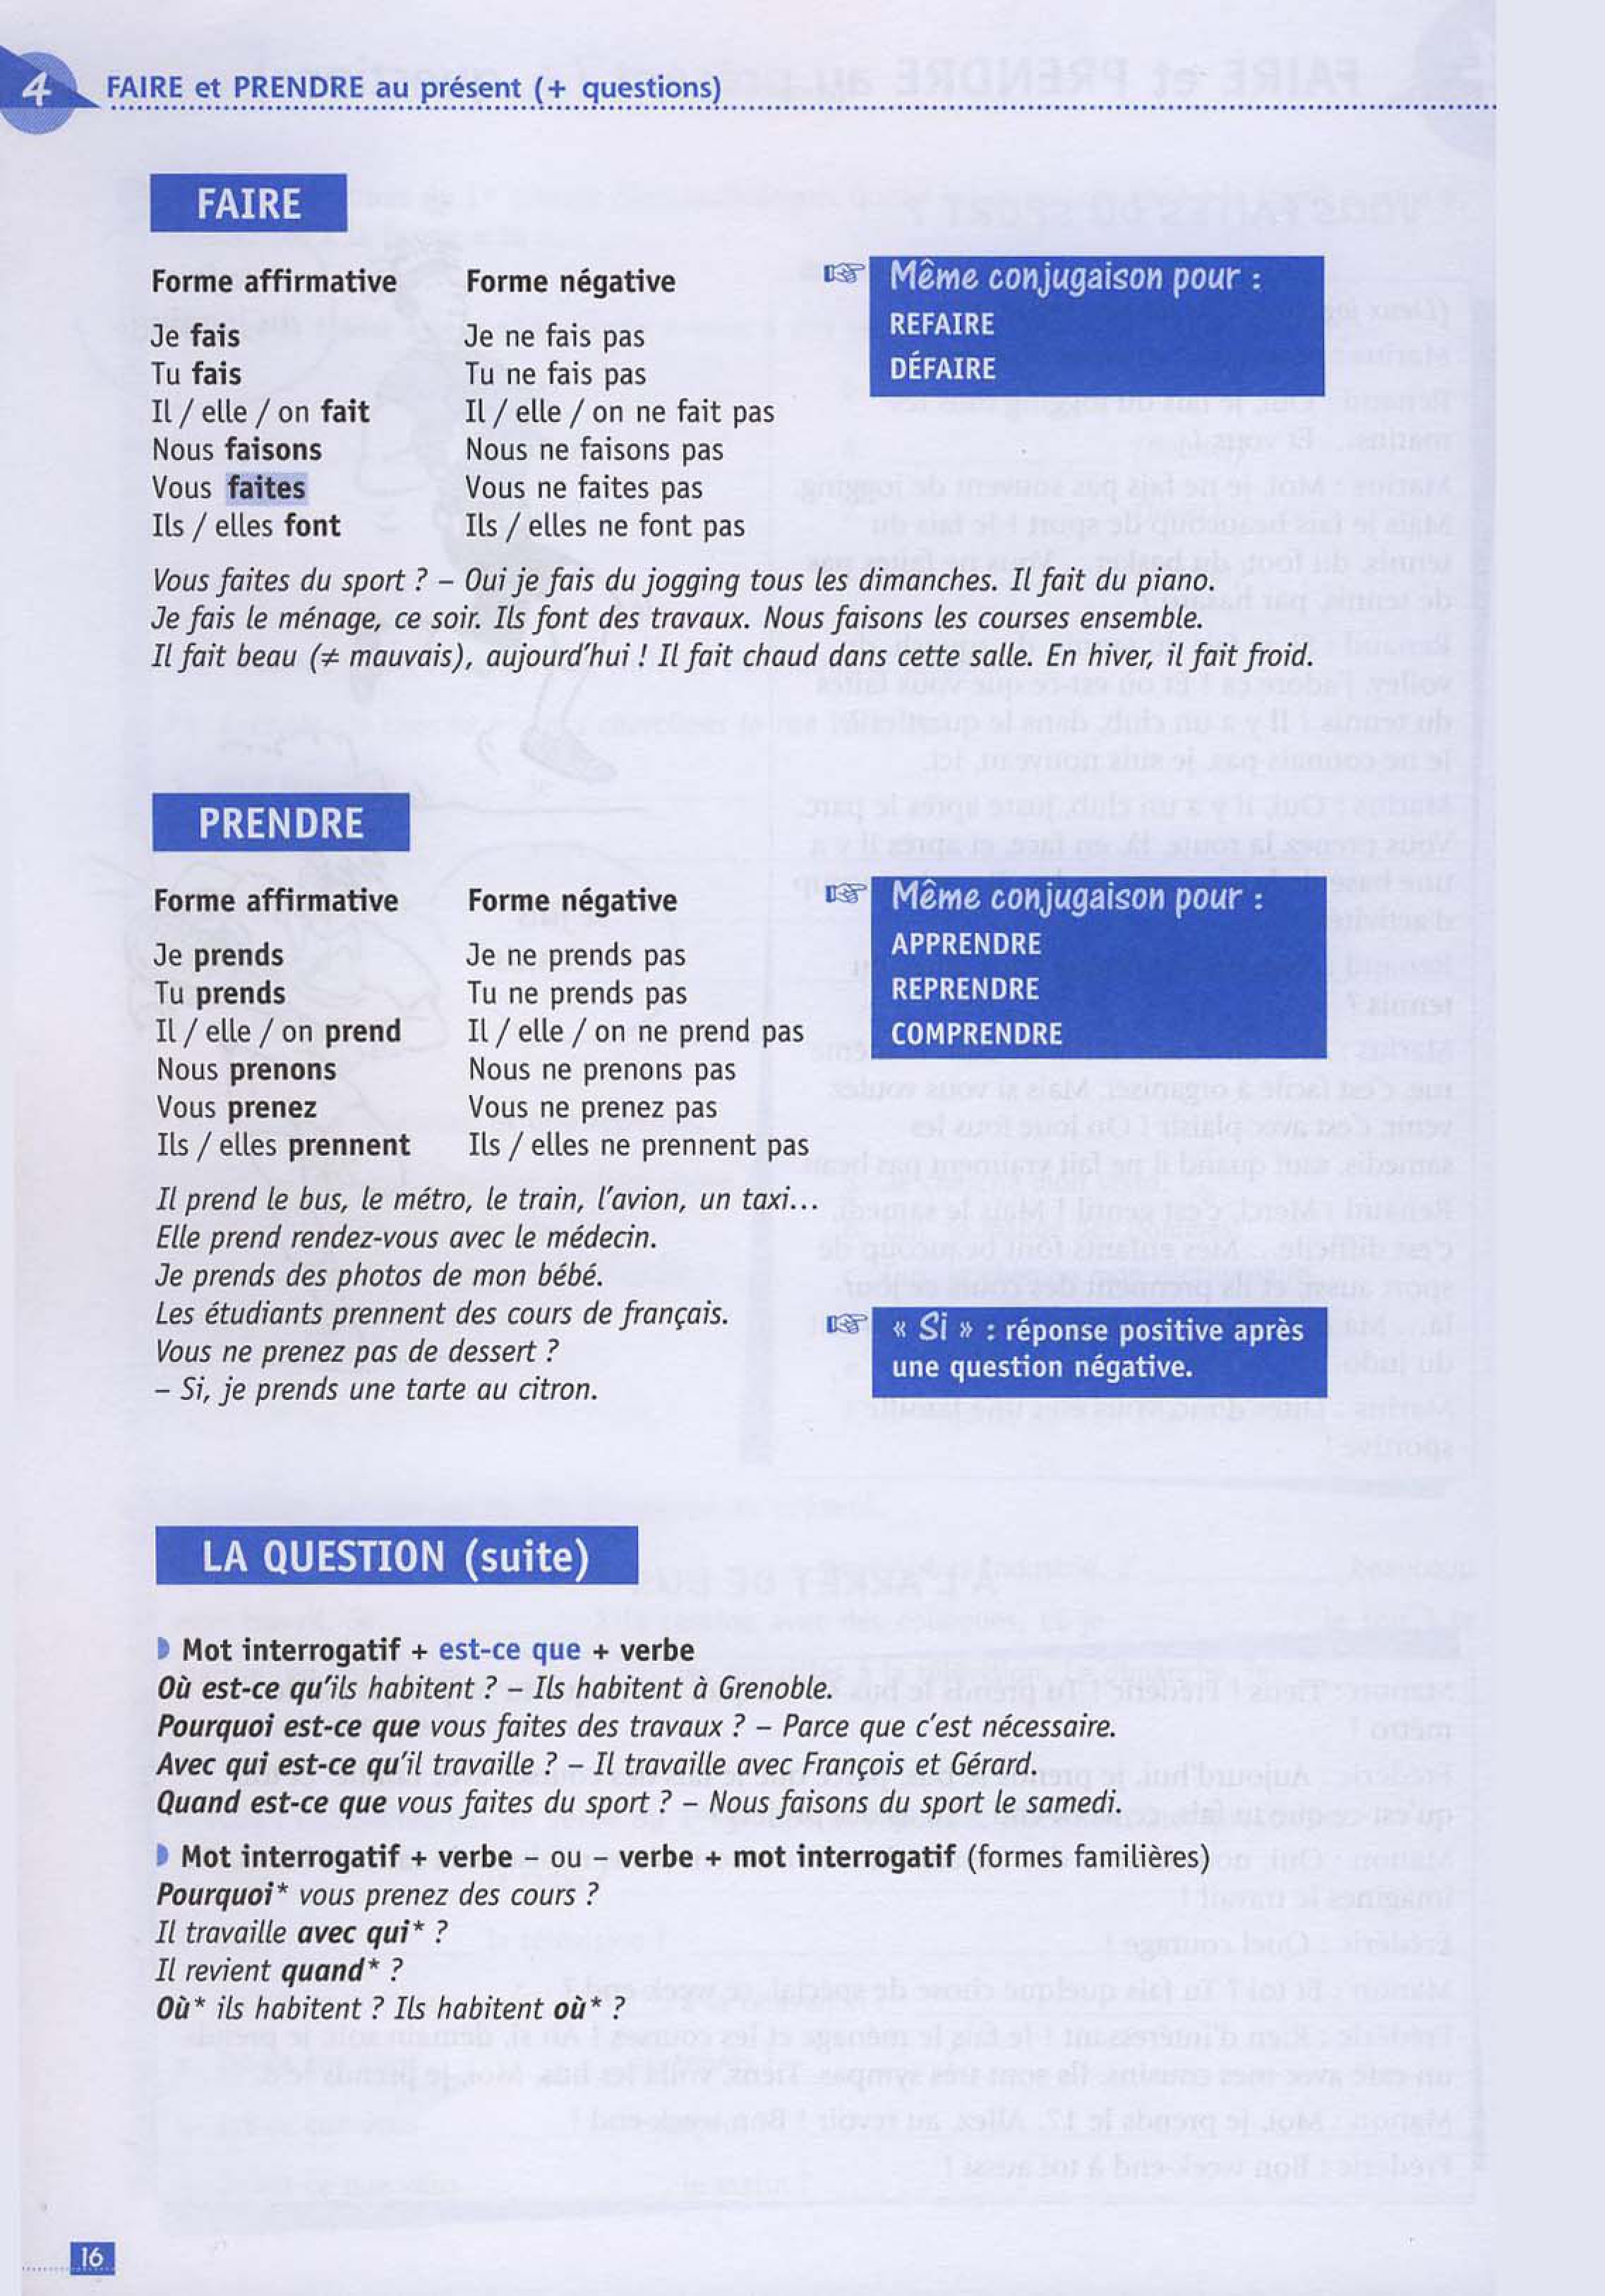 4
FAIRE et PRENDRE au présent (+ questions)
FAIRE
Forme affirmative
Je fais
Tu fais
Il / elle / on fait
Nous faisons
Vous faites
Ils / elles font
Forme négative
Je ne fais pas
Tu ne fais pas
Il / elle / on ne fait pas
Nous ne faisons pas
Vous ne faites pas
Ils / elles ne font pas
Même conjugaison pour :
REFAIRE
DÉFAIRE
Vous faites du sport ? – Oui je fais du jogging tous les dimanches. Il fait du piano.
Je fais le ménage, ce soir. Ils font des travaux. Nous faisons les courses ensemble.
Il fait beau (≠ mauvais), aujourd'hui ! Il fait chaud dans cette salle. En hiver, il fait froid.
PRENDRE
Forme affirmative
Je prends
Tu prends
Il / elle / on prend
Nous prenons
Vous prenez
Ils / elles prennent
Forme négative
Je ne prends pas
Tu ne prends pas
Il / elle / on ne prend pas
Nous ne prenons pas
Vous ne prenez pas
Ils / elles ne prennent pas
Même conjugaison pour :
APPRENDRE
REPRENDRE
COMPRENDRE
Il prend le bus, le métro, le train, l'avion, un taxi...
Elle prend rendez-vous avec le médecin.
Je prends des photos de mon bébé.
Les étudiants prennent des cours de français.
Vous ne prenez pas de dessert ?
– Si, je prends une tarte au citron.
« Si » : réponse positive après
une question négative.
LA QUESTION (suite)
Mot interrogatif + est-ce que + verbe
Où est-ce qu'ils habitent ? – Ils habitent à Grenoble.
Pourquoi est-ce que vous faites des travaux ? – Parce que c'est nécessaire.
Avec qui est-ce qu'il travaille ? – Il travaille avec François et Gérard.
Quand est-ce que vous faites du sport ? – Nous faisons du sport le samedi.
Mot interrogatif + verbe – ou – verbe + mot interrogatif (formes familières)
Pourquoi* vous prenez des cours ?
Il travaille avec qui* ?
Il revient quand* ?
Où* ils habitent ? Ils habitent où* ?
16